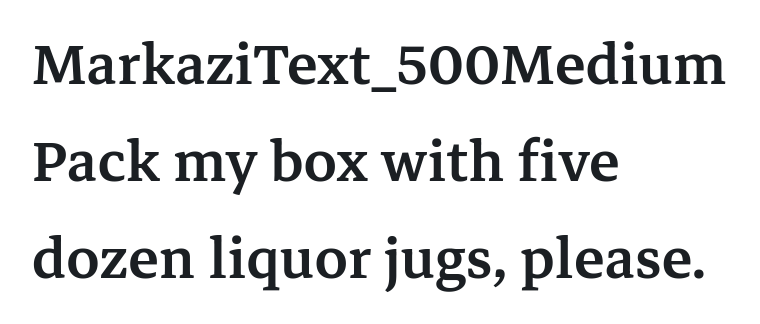 MarkaziText_500Medium
Pack my box with five
dozen liquor jugs, please.